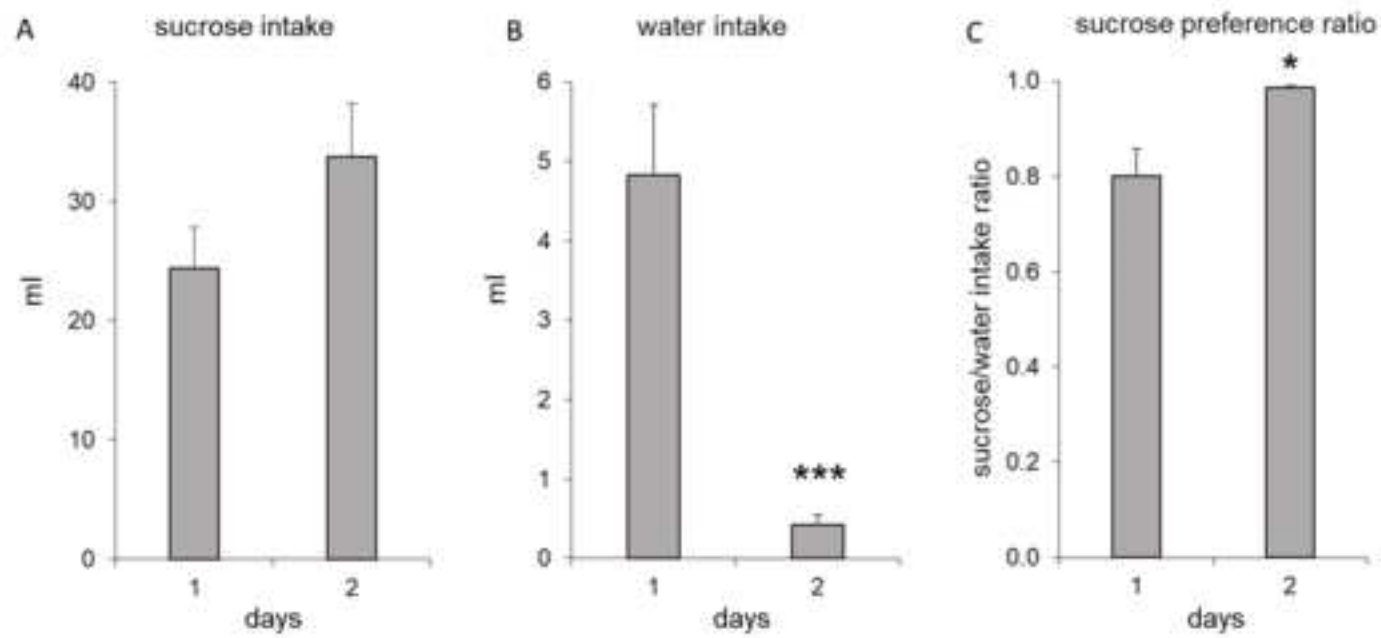 A sucrose intake
40
30
20
10
0
ml
1 2
days
B water intake
6
5
4
3
2
1
0
ml
***
1 2
days
C sucrose preference ratio
1.0
0.8
0.6
0.4
0.2
0.0
sucrose/water intake ratio
*
1 2
days